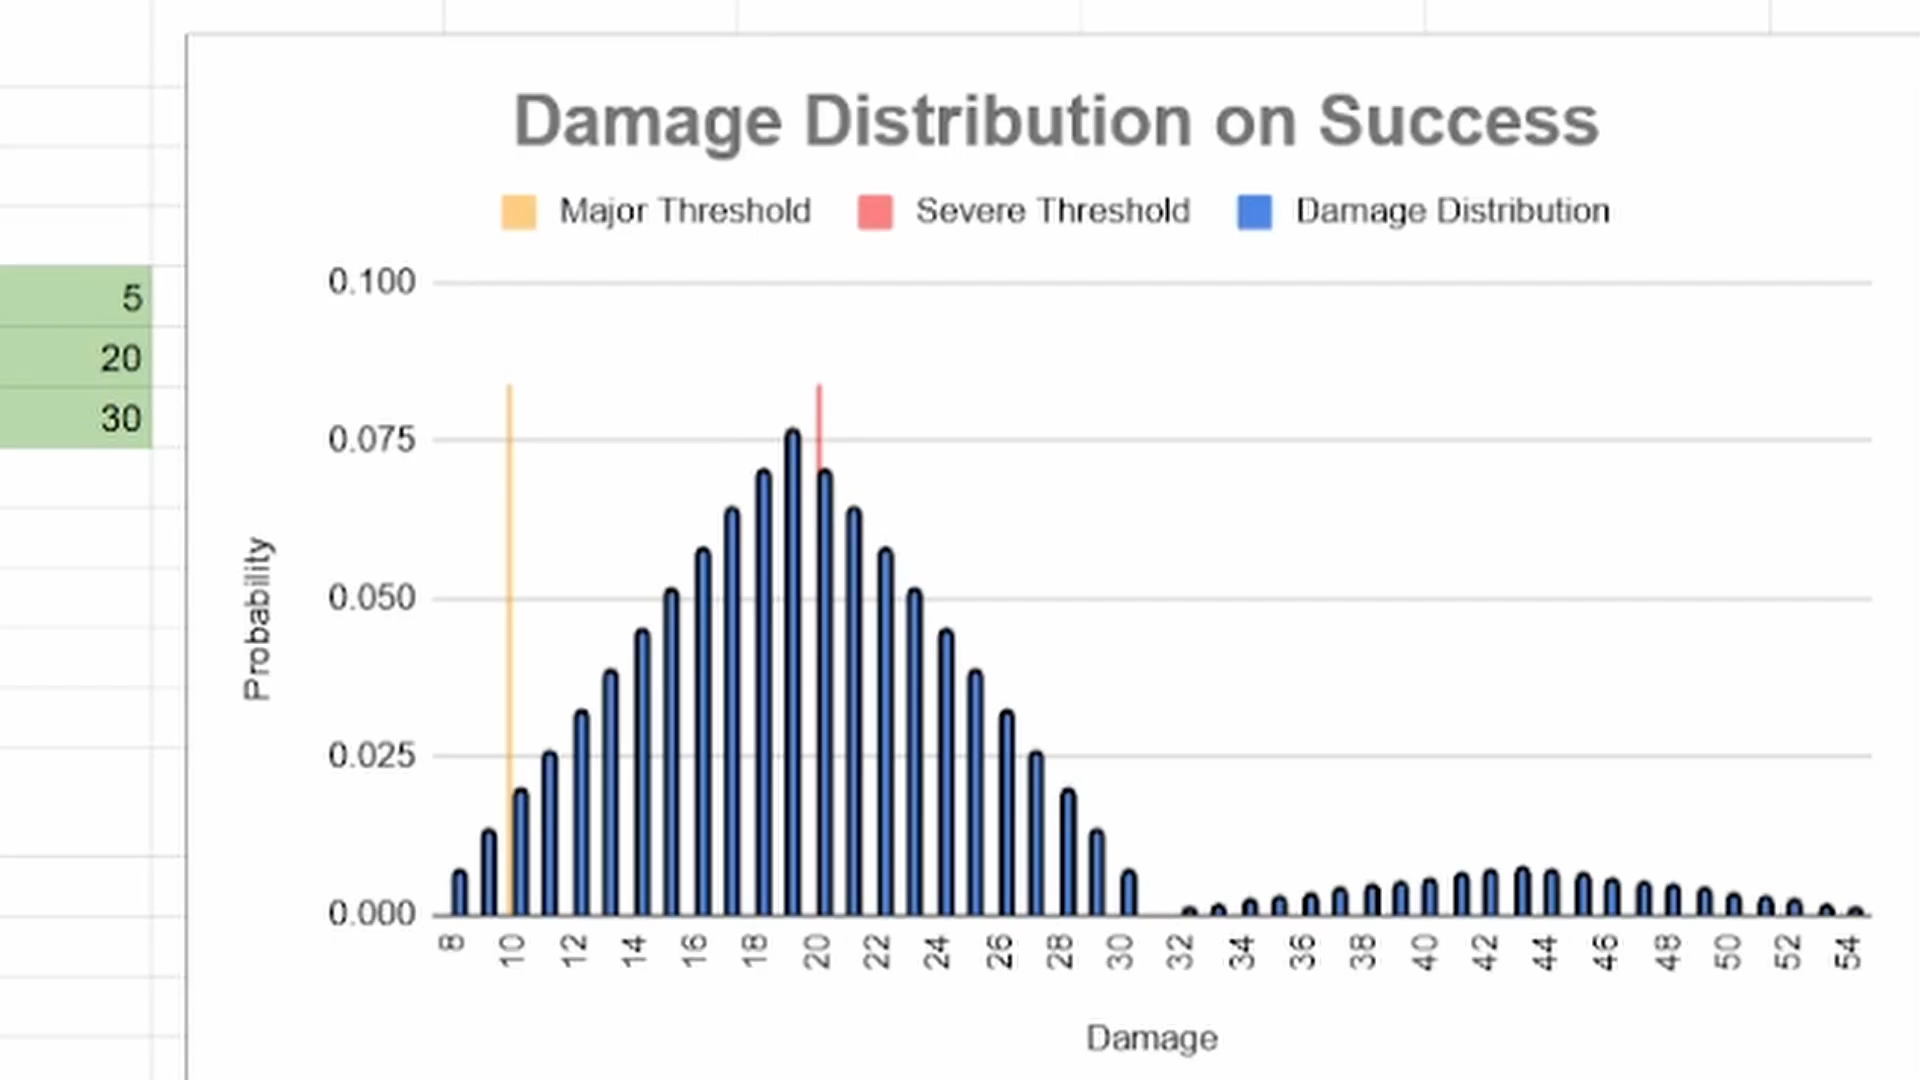 Damage Distribution on Success
Major Threshold Severe Threshold Damage Distribution
5
20
30
0.100
0.075
0.050
0.025
0.000
Probability
8 10 12 14 16 18 20 22 24 26 28 30 32 34 36 38 40 42 44 46 48 50 52 54
Damage